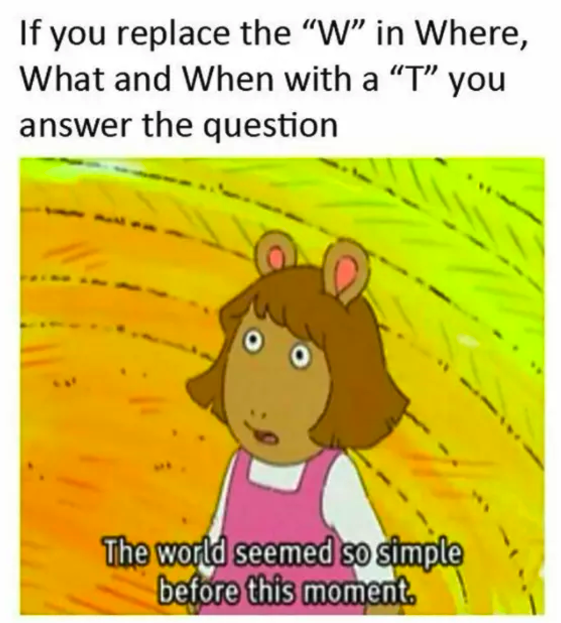 If you replace the “W” in Where,
What and When with a “T” you
answer the question
The world seemed so simple
before this moment.